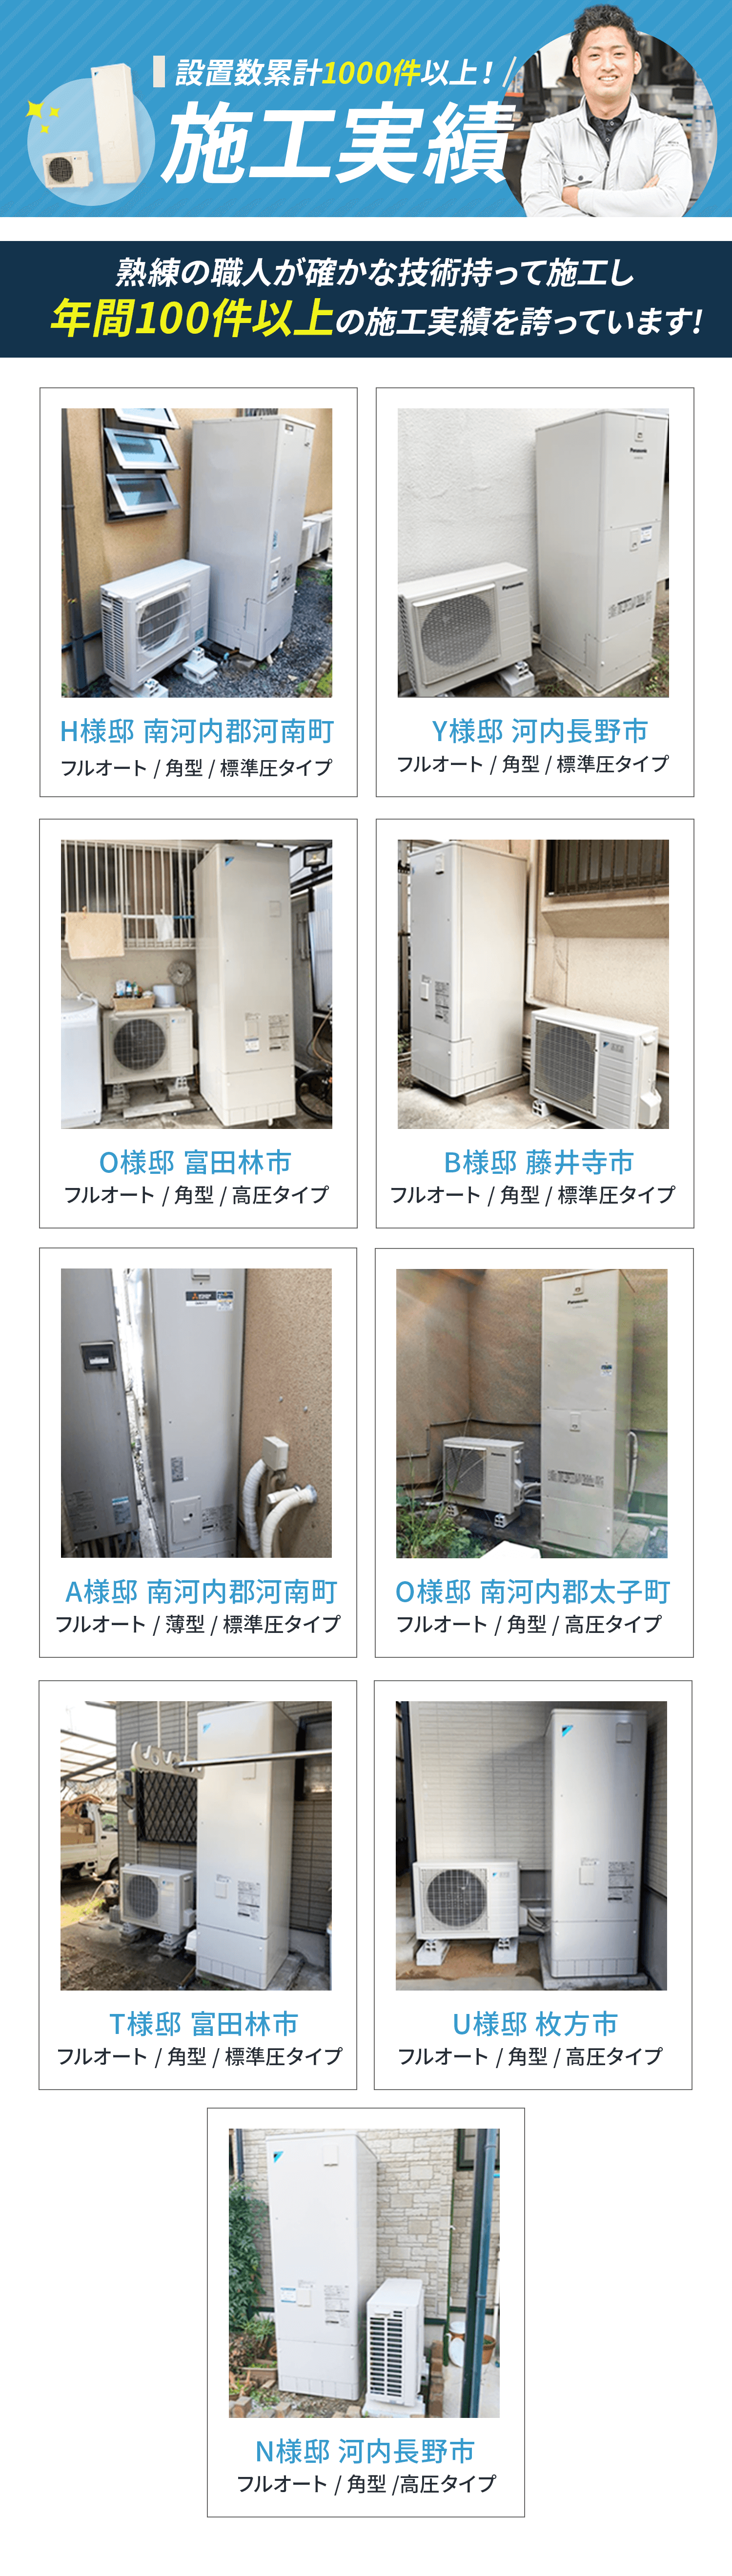 設置数累計1000件以上！
施工実績
熟練の職人が確かな技術持って施工し
年間100件以上の施工実績を誇っています！
Panasonic
Panasonic
H様邸 南河内郡河南町
フルオート / 角型 / 標準圧タイプ
Y様邸 河内長野市
フルオート / 角型 / 標準圧タイプ
O様邸 富田林市
フルオート / 角型 / 高圧タイプ
B様邸 藤井寺市
フルオート / 角型 / 標準圧タイプ
Panasonic
A様邸 南河内郡河南町
フルオート / 薄型 / 標準圧タイプ
O様邸 南河内郡太子町
フルオート / 角型 / 高圧タイプ
T様邸 富田林市
フルオート / 角型 / 標準圧タイプ
U様邸 枚方市
フルオート / 角型 / 高圧タイプ
N様邸 河内長野市
フルオート / 角型 /高圧タイプ